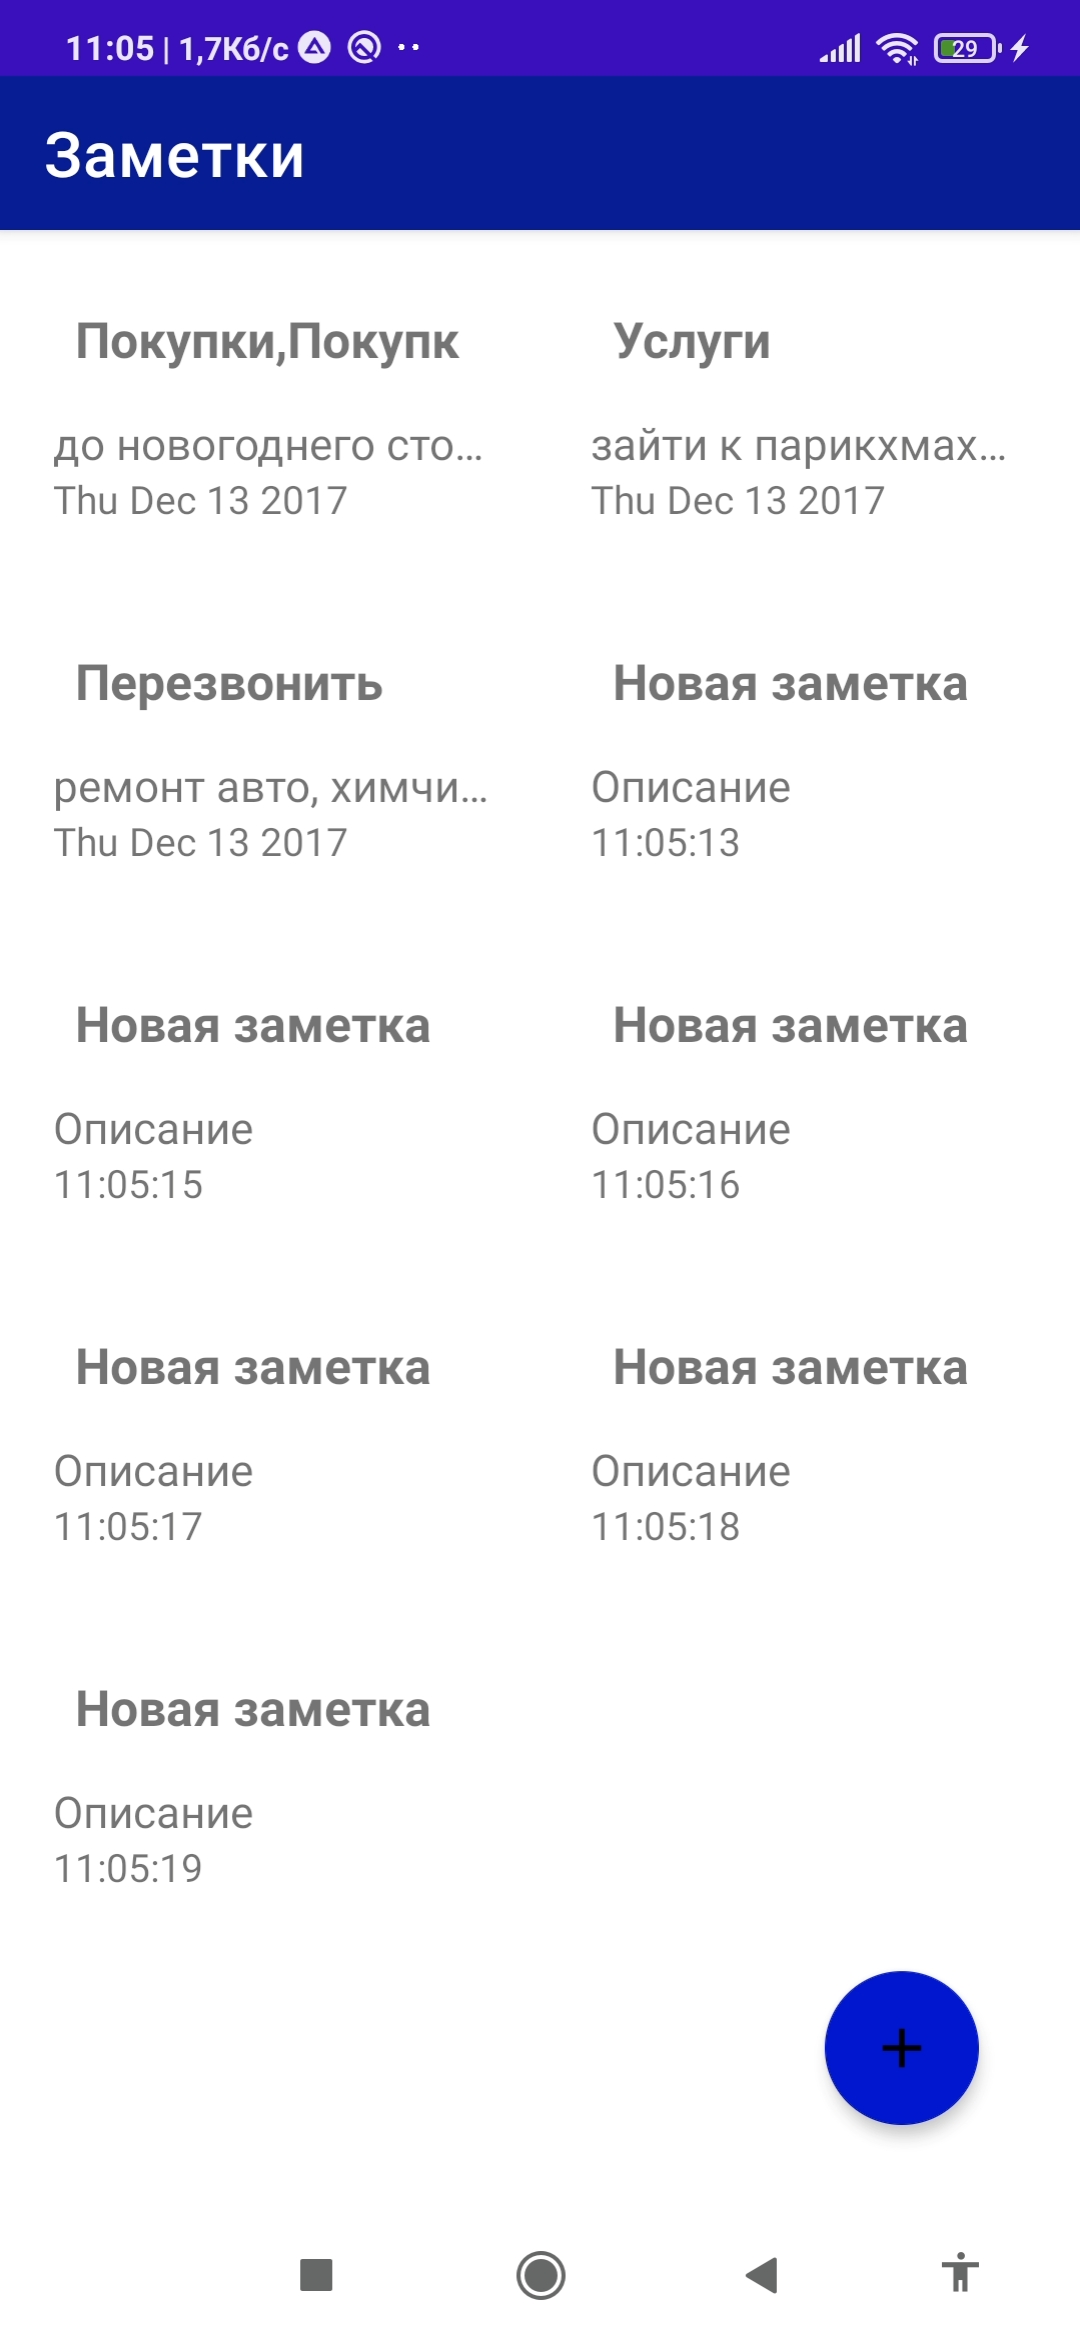 11:05 | 1,7Кб/с
29
Заметки
Покупки,Покупк
до новогоднего сто...
Thu Dec 13 2017
Услуги
зайти к парикхмах...
Thu Dec 13 2017
Перезвонить
ремонт авто, химчи...
Thu Dec 13 2017
Новая заметка
Описание
11:05:13
Новая заметка
Описание
11:05:15
Новая заметка
Описание
11:05:16
Новая заметка
Описание
11:05:17
Новая заметка
Описание
11:05:18
Новая заметка
Описание
11:05:19